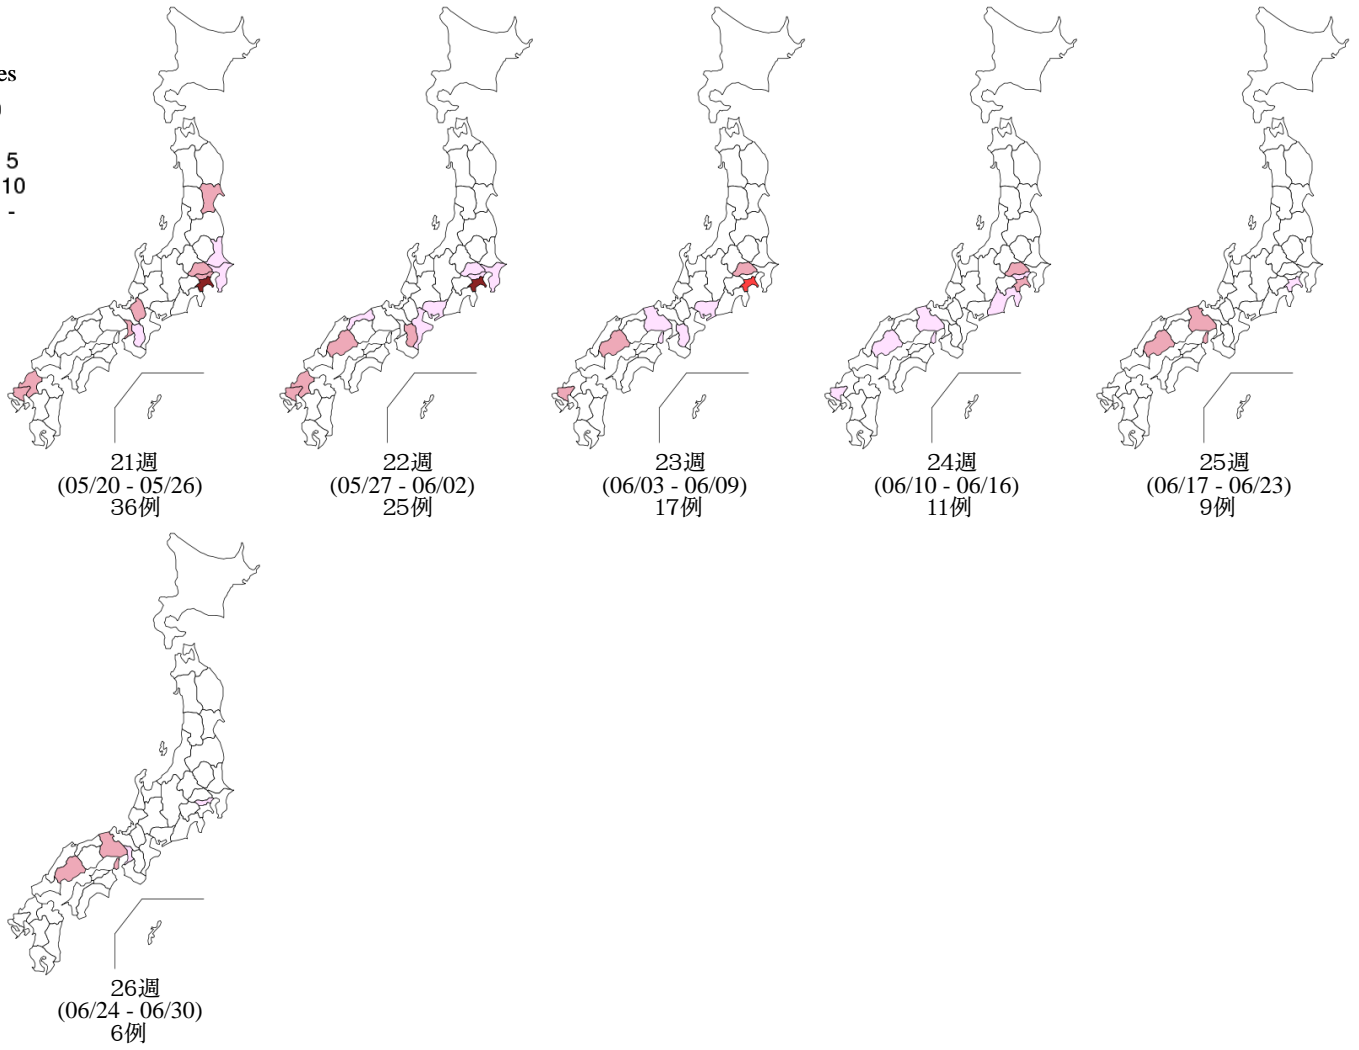 es
5
10
-
21週
(05/20 - 05/26)
36例
22週
(05/27 - 06/02)
25例
23週
(06/03 - 06/09)
17例
24週
(06/10 - 06/16)
11例
25週
(06/17 - 06/23)
9例
26週
(06/24 - 06/30)
6例